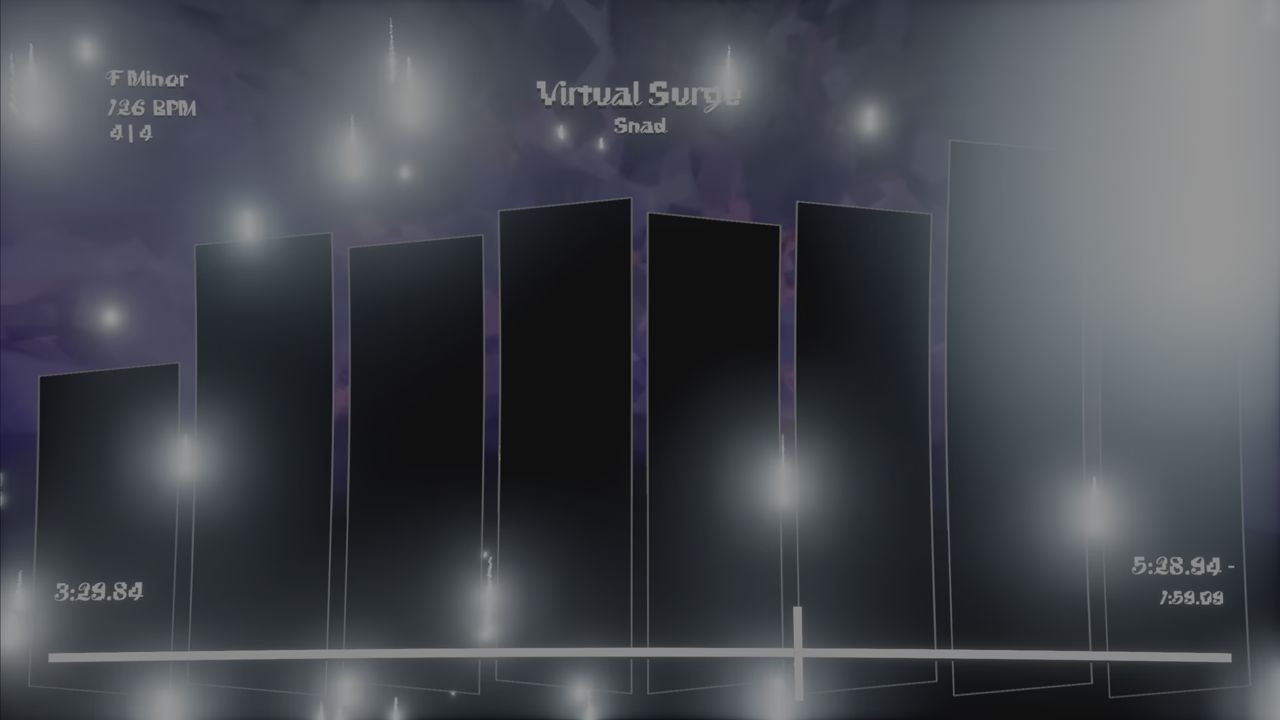 F Minor
126 BPM
4|4
Virtual Surge
Snad
3:29.84
5:28.94 -
1:59.09